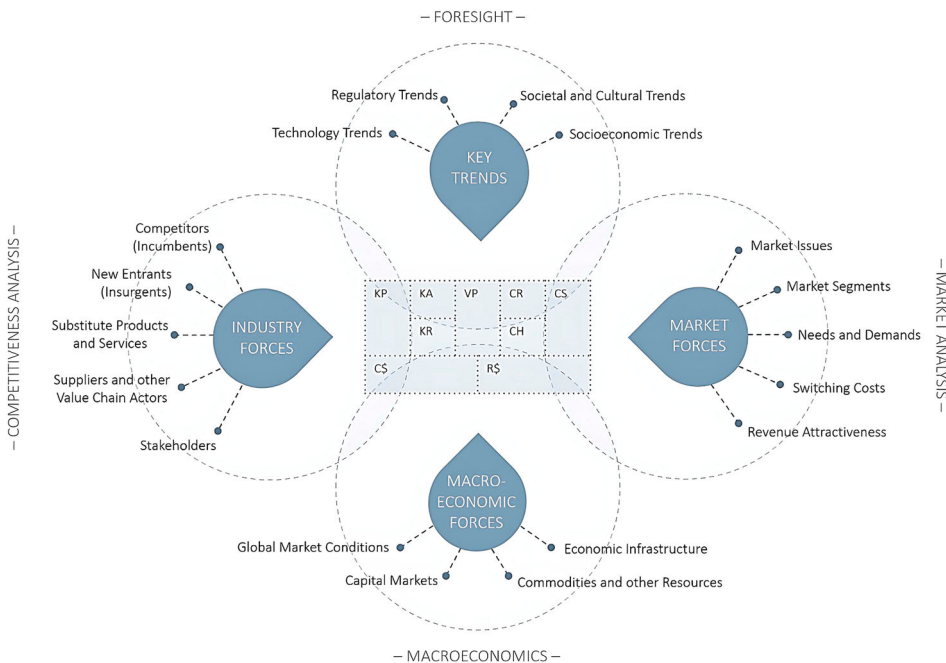 – FORESIGHT –
Regulatory Trends
Societal and Cultural Trends
Technology Trends
Socioeconomic Trends
KEY
TRENDS
– COMPETITIVENESS ANALYSIS –
Competitors
(Incumbents)
New Entrants
(Insurgents)
Substitute Products
and Services
Suppliers and other
Value Chain Actors
Stakeholders
INDUSTRY
FORCES
KP
KA
VP
CR
CS
KR
CH
C$
R$
MARKET
FORCES
Market Issues
Market Segments
Needs and Demands
Switching Costs
Revenue Attractiveness
– MARKET ANALYSIS –
MACRO-
ECONOMIC
FORCES
Global Market Conditions
Economic Infrastructure
Capital Markets
Commodities and other Resources
– MACROECONOMICS –